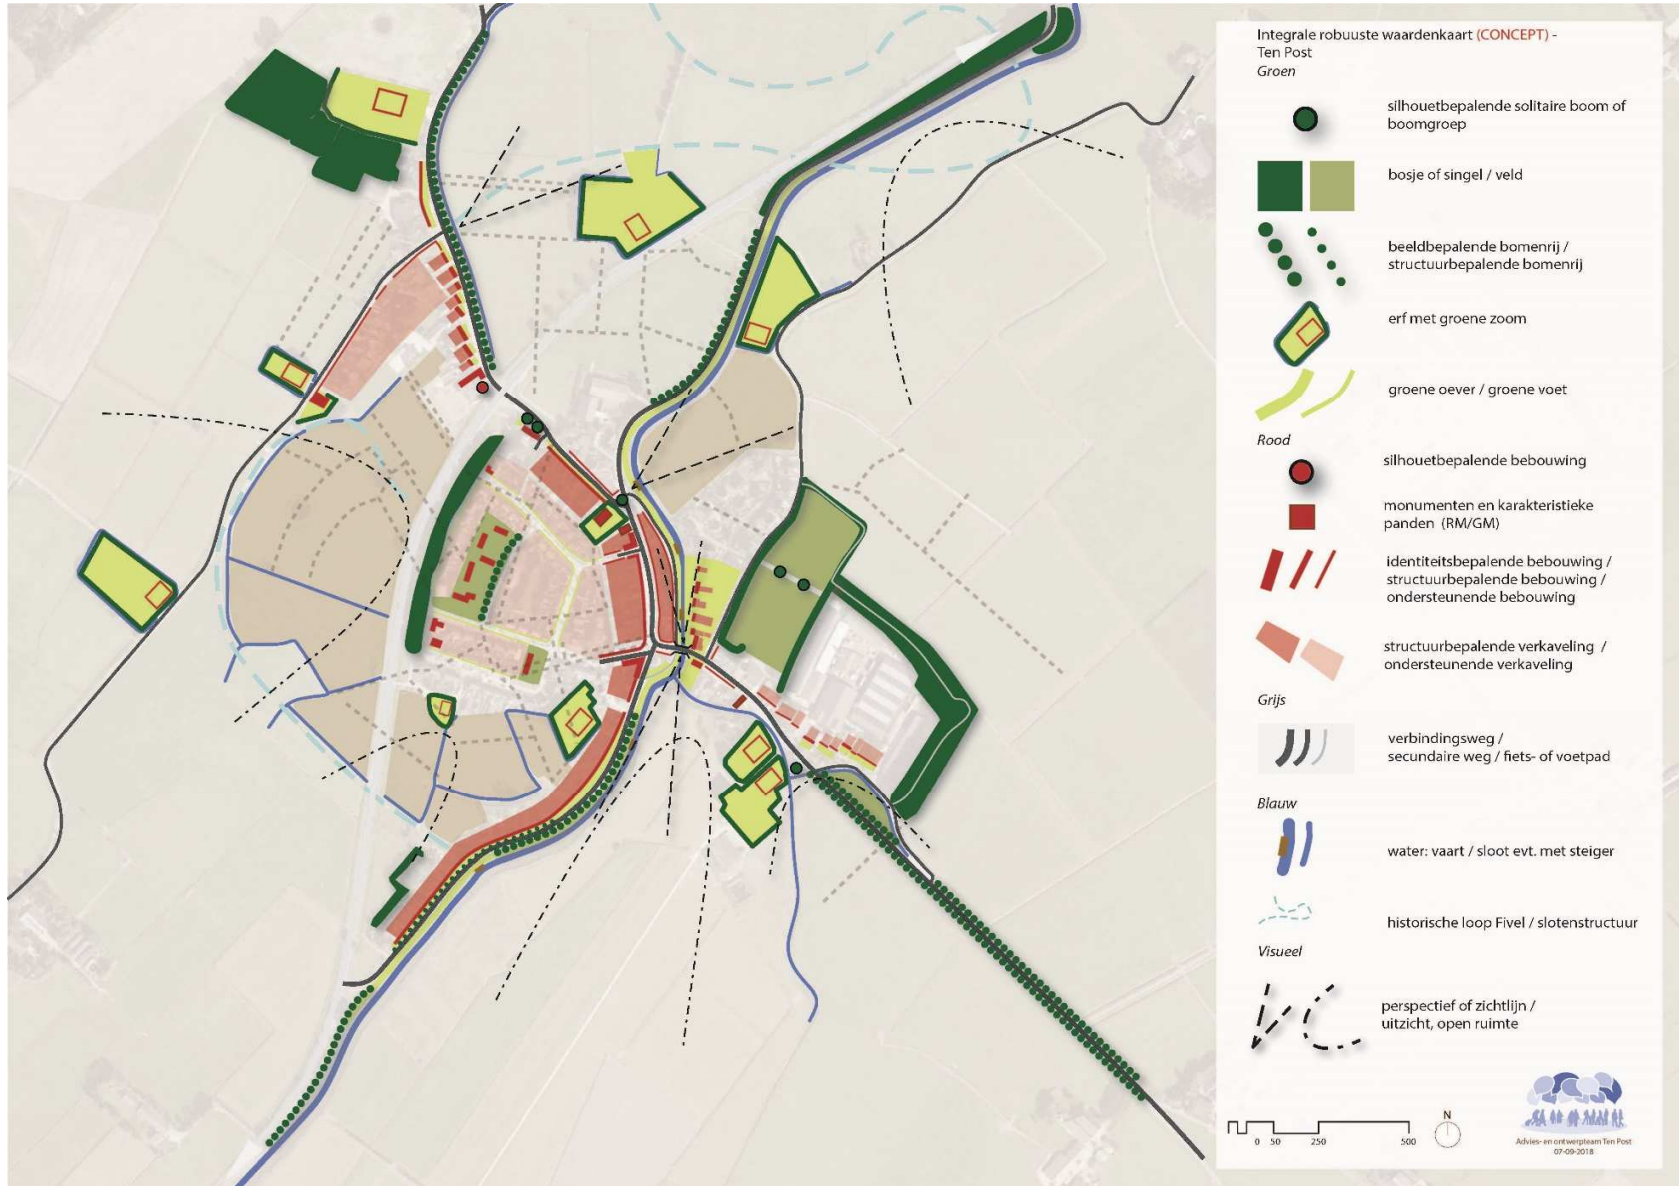 Integrale robuuste waardenkaart (CONCEPT) -
Ten Post
Groen
silhouetbepalende solitaire boom of
boomgroep
bosje of singel / veld
beeldbepalende bomenrij /
structuurbepalende bomenrij
erf met groene zoom
groene oever / groene voet
Rood
silhouetbepalende bebouwing
monumenten en karakteristieke
panden (RM/GM)
identiteitsbepalende bebouwing /
structuurbepalende bebouwing /
ondersteunende bebouwing
structuurbepalende verkaveling /
ondersteunende verkaveling
Grijs
verbindingsweg /
secundaire weg / fiets- of voetpad
Blauw
water: vaart / sloot evt. met steiger
historische loop Fivel / slotenstructuur
Visueel
perspectief of zichtlijn /
uitzicht, open ruimte
0 50 250 500
N
Advies- en ontwerpteam Ten Post
07-09-2018